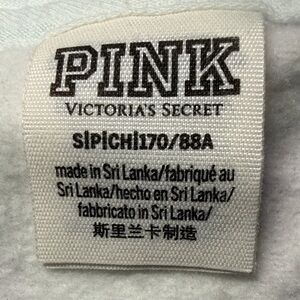 PINK
VICTORIA'S SECRET
S|P|CH|170/88A
made in Sri Lanka/fabriqué au
Sri Lanka/hecho en Sri Lanka/
fabbricato in Sri Lanka/
斯里兰卡制造